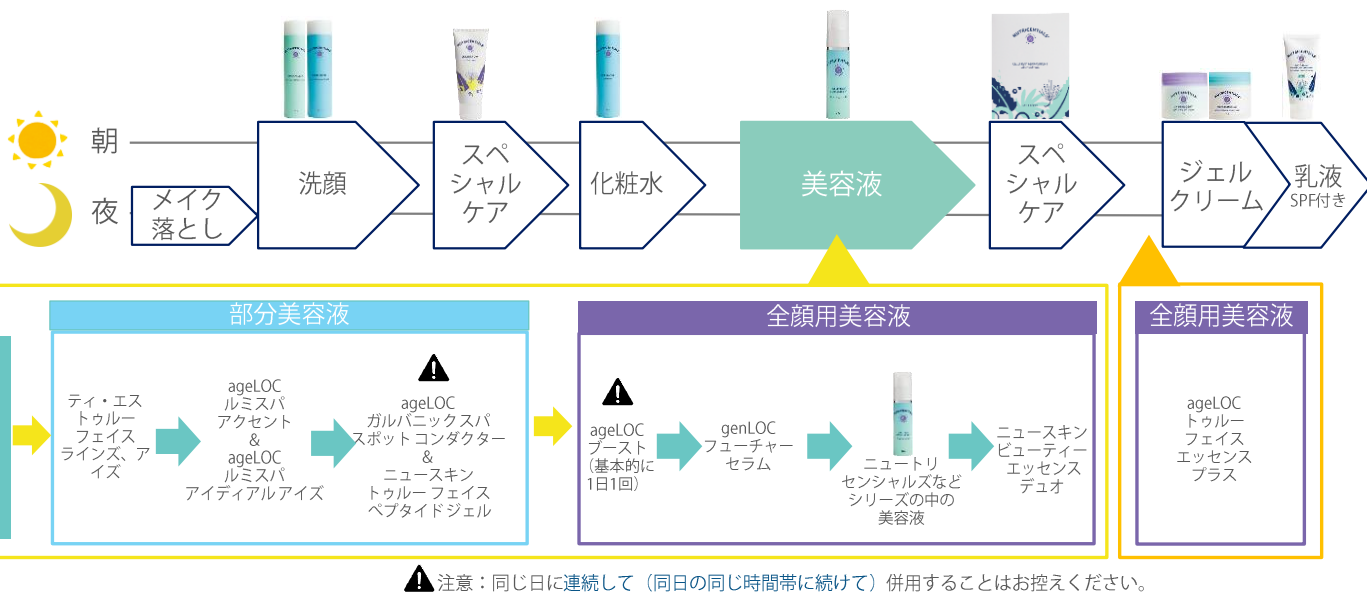 NUTRICENTIALS
NUTRICENTIALS
NUTRICENTIALS
NUTRICENTIALS
NUTRICENTIALS
朝
夜
メイク
落とし
洗顔
スペ
シャル
ケア
化粧水
美容液
スペ
シャル
ケア
ジェル
クリーム
乳液
SPF付き
部分美容液
ティ・エス
トゥルー
フェイス
ラインズ、ア
イズ
ageLOC
ルミスパ
アクセント
&
ageLOC
ルミスパ
アイディアル アイズ
ageLOC
ガルバニックスパ
スポット コンダクター
&
ニュースキン
トゥルー フェイス
ペプタイド ジェル
全顔用美容液
ageLOC
ブースト
(基本的に
1日1回)
genLOC
フューチャー
セラム
ニュートリ
センシャルズなど
シリーズの中の
美容液
ニュースキン
ビューティー
エッセンス
デュオ
全顔用美容液
ageLOC
トゥルー
フェイス
エッセンス
プラス
注意：同じ日に連続して（同日の同じ時間帯に続けて）併用することはお控えください。